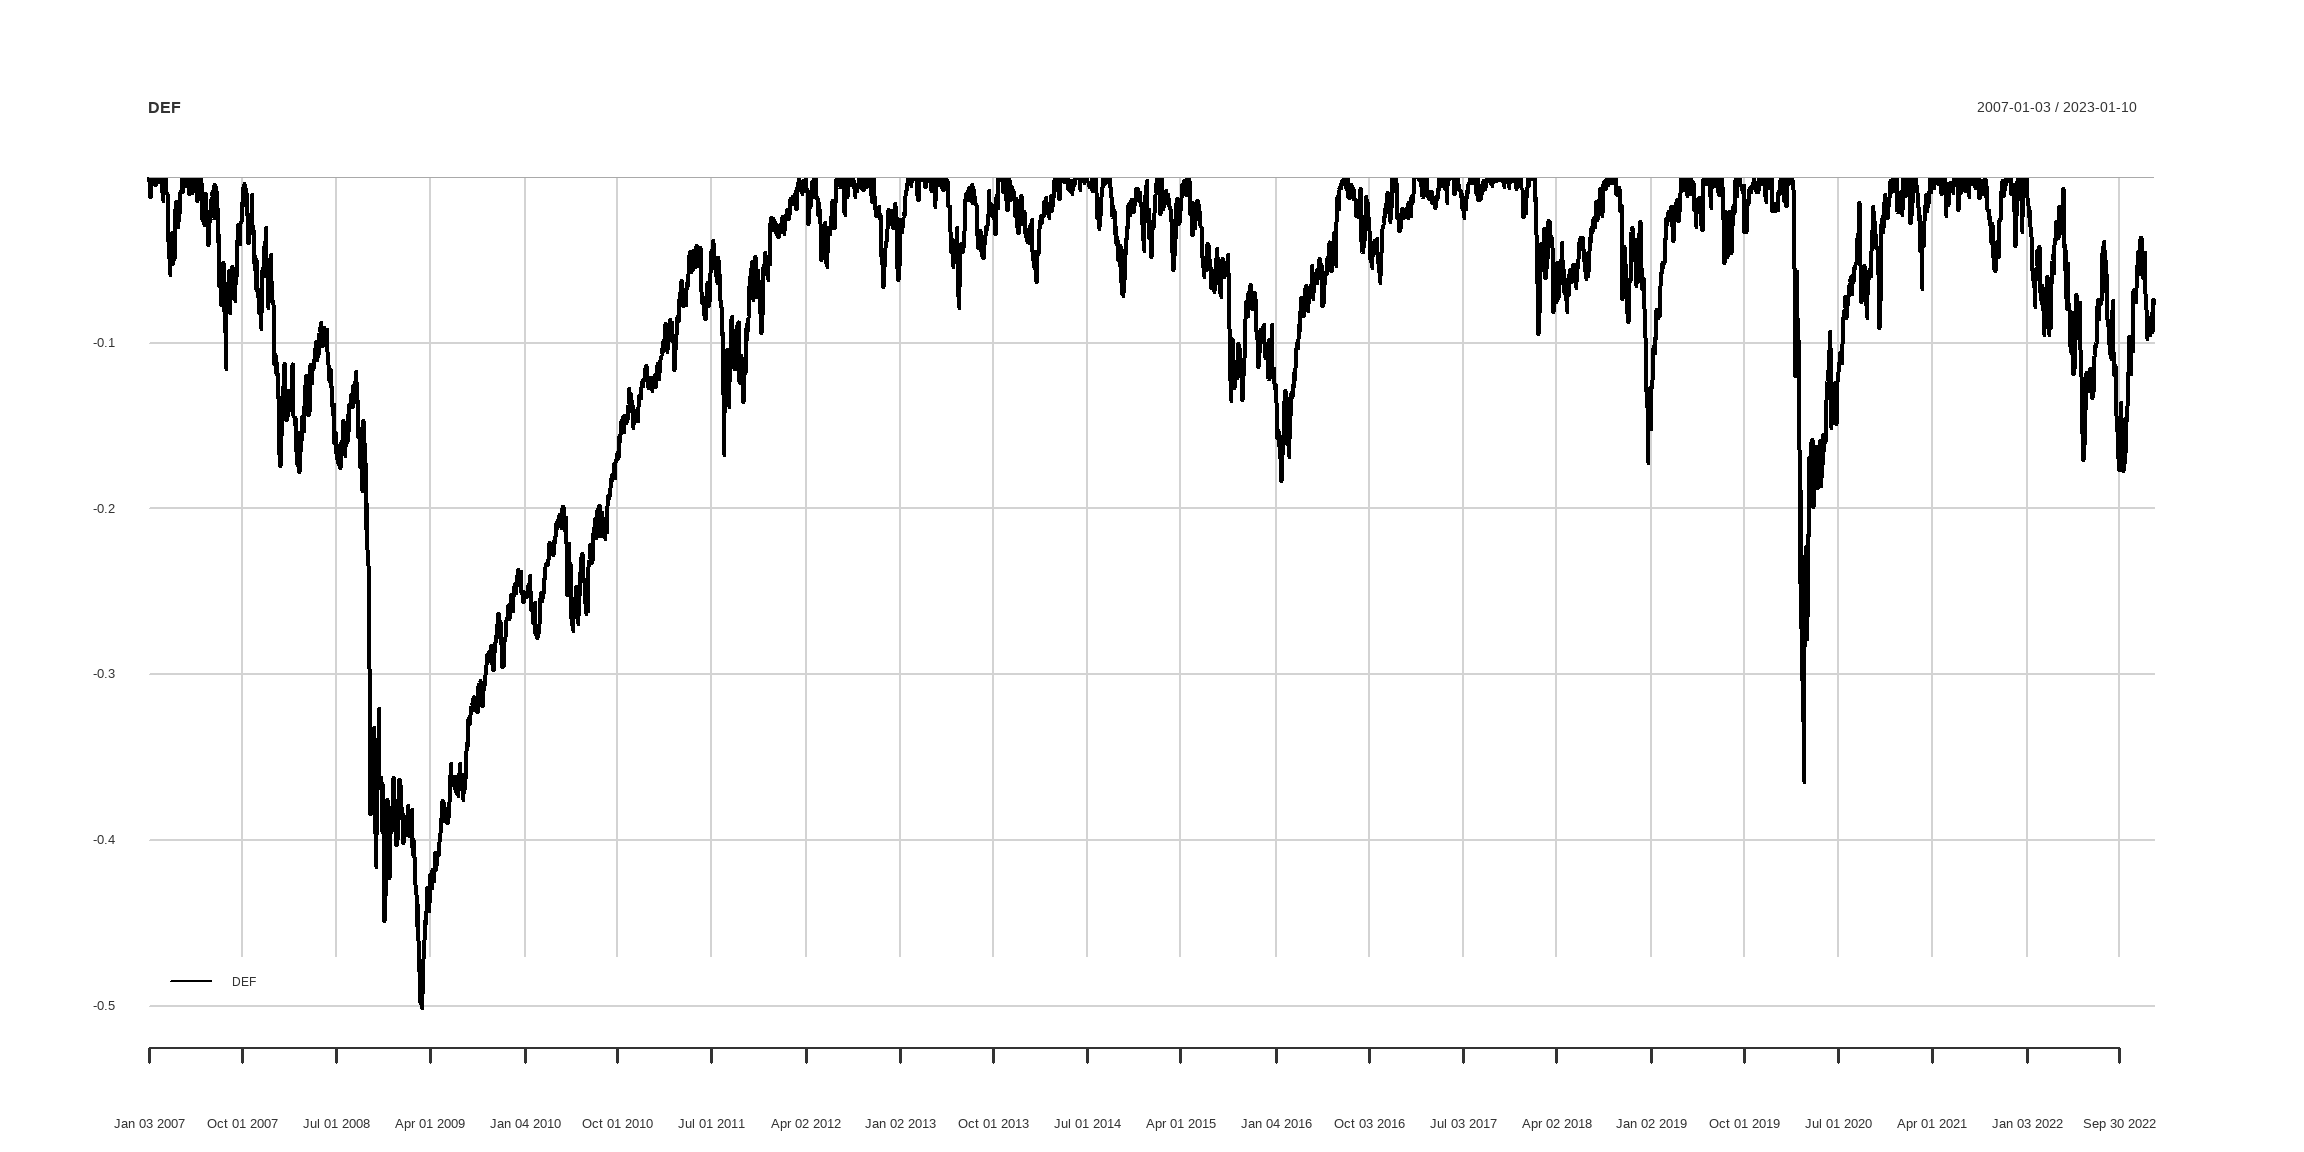 DEF
2007-01-03 / 2023-01-10
-0.1
-0.2
-0.3
-0.4
DEF
-0.5
Jan 03 2007 Oct 01 2007 Jul 01 2008 Apr 01 2009 Jan 04 2010 Oct 01 2010 Jul 01 2011 Apr 02 2012 Jan 02 2013 Oct 01 2013 Jul 01 2014 Apr 01 2015 Jan 04 2016 Oct 03 2016 Jul 03 2017 Apr 02 2018 Jan 02 2019 Oct 01 2019 Jul 01 2020 Apr 01 2021 Jan 03 2022 Sep 30 2022